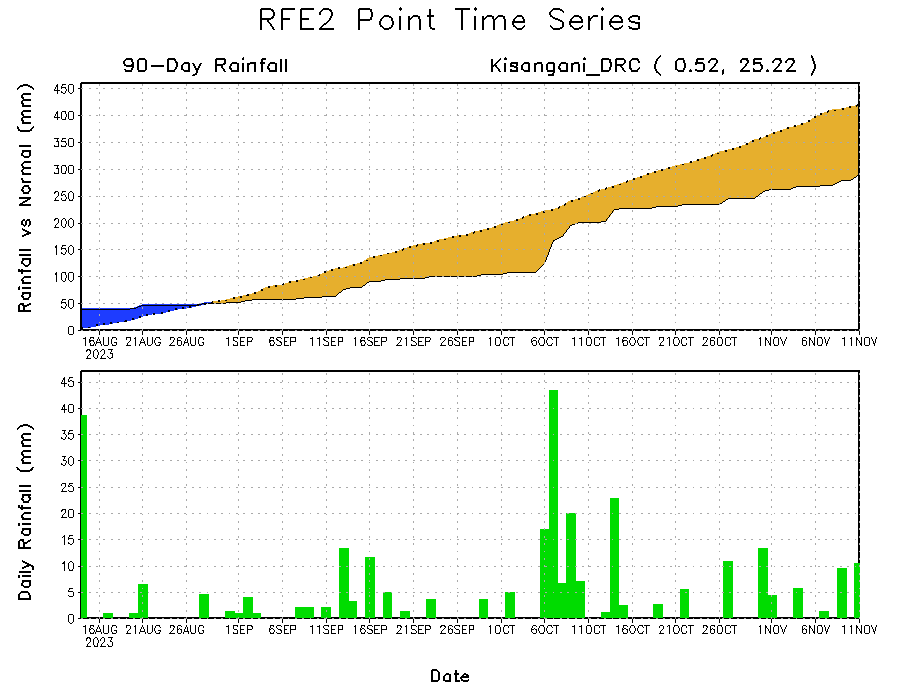 RFE2 Point Time Series
90-Day Rainfall
Kisangani_DRC ( 0.52, 25.22 )
Rainfall vs Normal (mm)
450
400
350
300
250
200
150
100
50
0
16AUG 21AUG 26AUG 1SEP 6SEP 11SEP 16SEP 21SEP 26SEP 1OCT 6OCT 11OCT 16OCT 21OCT 26OCT 1NOV 6NOV 11NOV
2023
Daily Rainfall (mm)
45
40
35
30
25
20
15
10
5
0
16AUG 21AUG 26AUG 1SEP 6SEP 11SEP 16SEP 21SEP 26SEP 1OCT 6OCT 11OCT 16OCT 21OCT 26OCT 1NOV 6NOV 11NOV
2023
Date